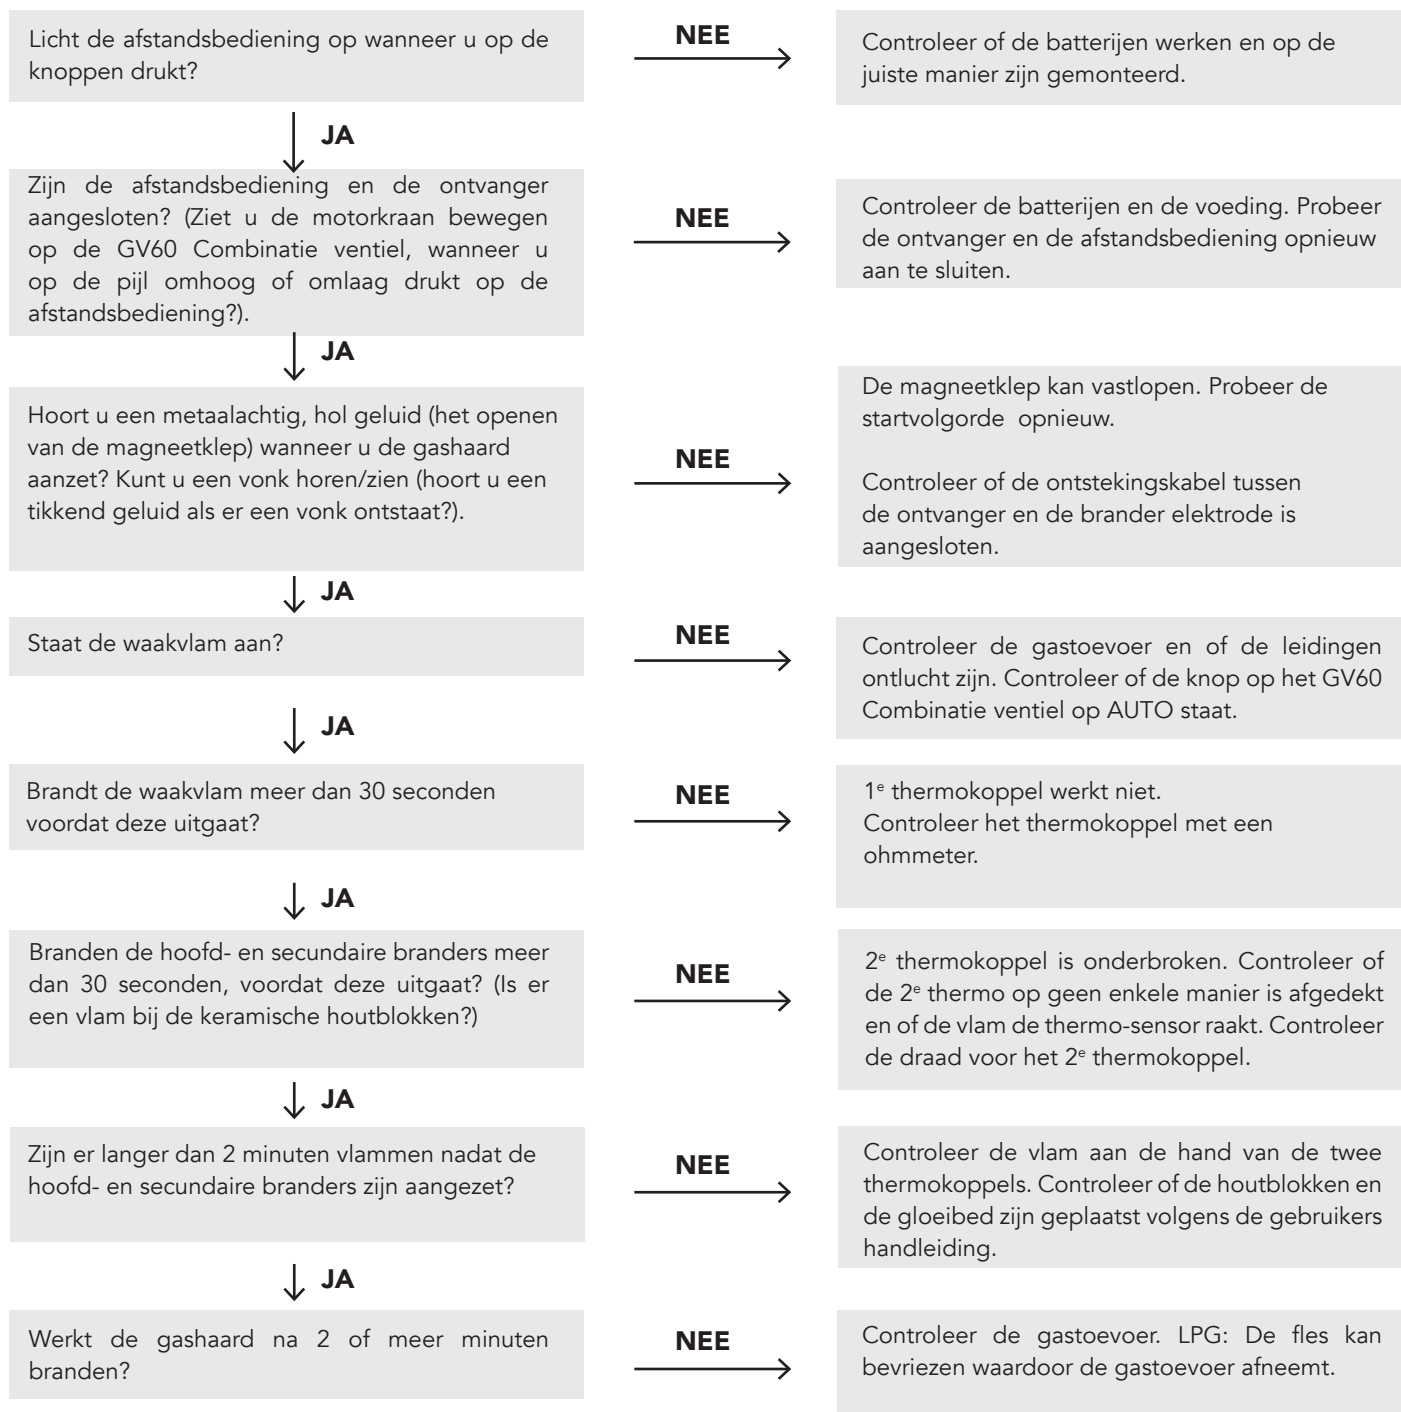 Licht de afstandsbediening op wanneer u op de
knoppen drukt?
NEE
Controleer of de batterijen werken en op de
juiste manier zijn gemonteerd.
JA
Zijn de afstandsbediening en de ontvanger
aangesloten? (Ziet u de motorkraan bewegen
op de GV60 Combinatie ventiel, wanneer u
op de pijl omhoog of omlaag drukt op de
afstandsbediening?).
NEE
Controleer de batterijen en de voeding. Probeer
de ontvanger en de afstandsbediening opnieuw
aan te sluiten.
JA
Hoort u een metaalachtig, hol geluid (het openen
van de magneetklep) wanneer u de gashaard
aanzet? Kunt u een vonk horen/zien (hoort u een
tikkend geluid als er een vonk ontstaat?).
NEE
De magneetklep kan vastlopen. Probeer de
startvolgorde opnieuw.
Controleer of de ontstekingskabel tussen
de ontvanger en de brander elektrode is
aangesloten.
JA
Staat de waakvlam aan?
NEE
Controleer de gastoevoer en of de leidingen
ontlucht zijn. Controleer of de knop op het GV60
Combinatie ventiel op AUTO staat.
JA
Brandt de waakvlam meer dan 30 seconden
voordat deze uitgaat?
NEE
1e thermokoppel werkt niet.
Controleer het thermokoppel met een
ohmmeter.
JA
Branden de hoofd- en secundaire branders meer
dan 30 seconden, voordat deze uitgaat? (Is er
een vlam bij de keramische houtblokken?)
NEE
2e thermokoppel is onderbroken. Controleer of
de 2e thermo op geen enkele manier is afgedekt
en of de vlam de thermo-sensor raakt. Controleer
de draad voor het 2e thermokoppel.
JA
Zijn er langer dan 2 minuten vlammen nadat de
hoofd- en secundaire branders zijn aangezet?
NEE
Controleer de vlam aan de hand van de twee
thermokoppels. Controleer of de houtblokken en
de gloeibed zijn geplaatst volgens de gebruikers
handleiding.
JA
Werkt de gashaard na 2 of meer minuten
branden?
NEE
Controleer de gastoevoer. LPG: De fles kan
bevriezen waardoor de gastoevoer afneemt.